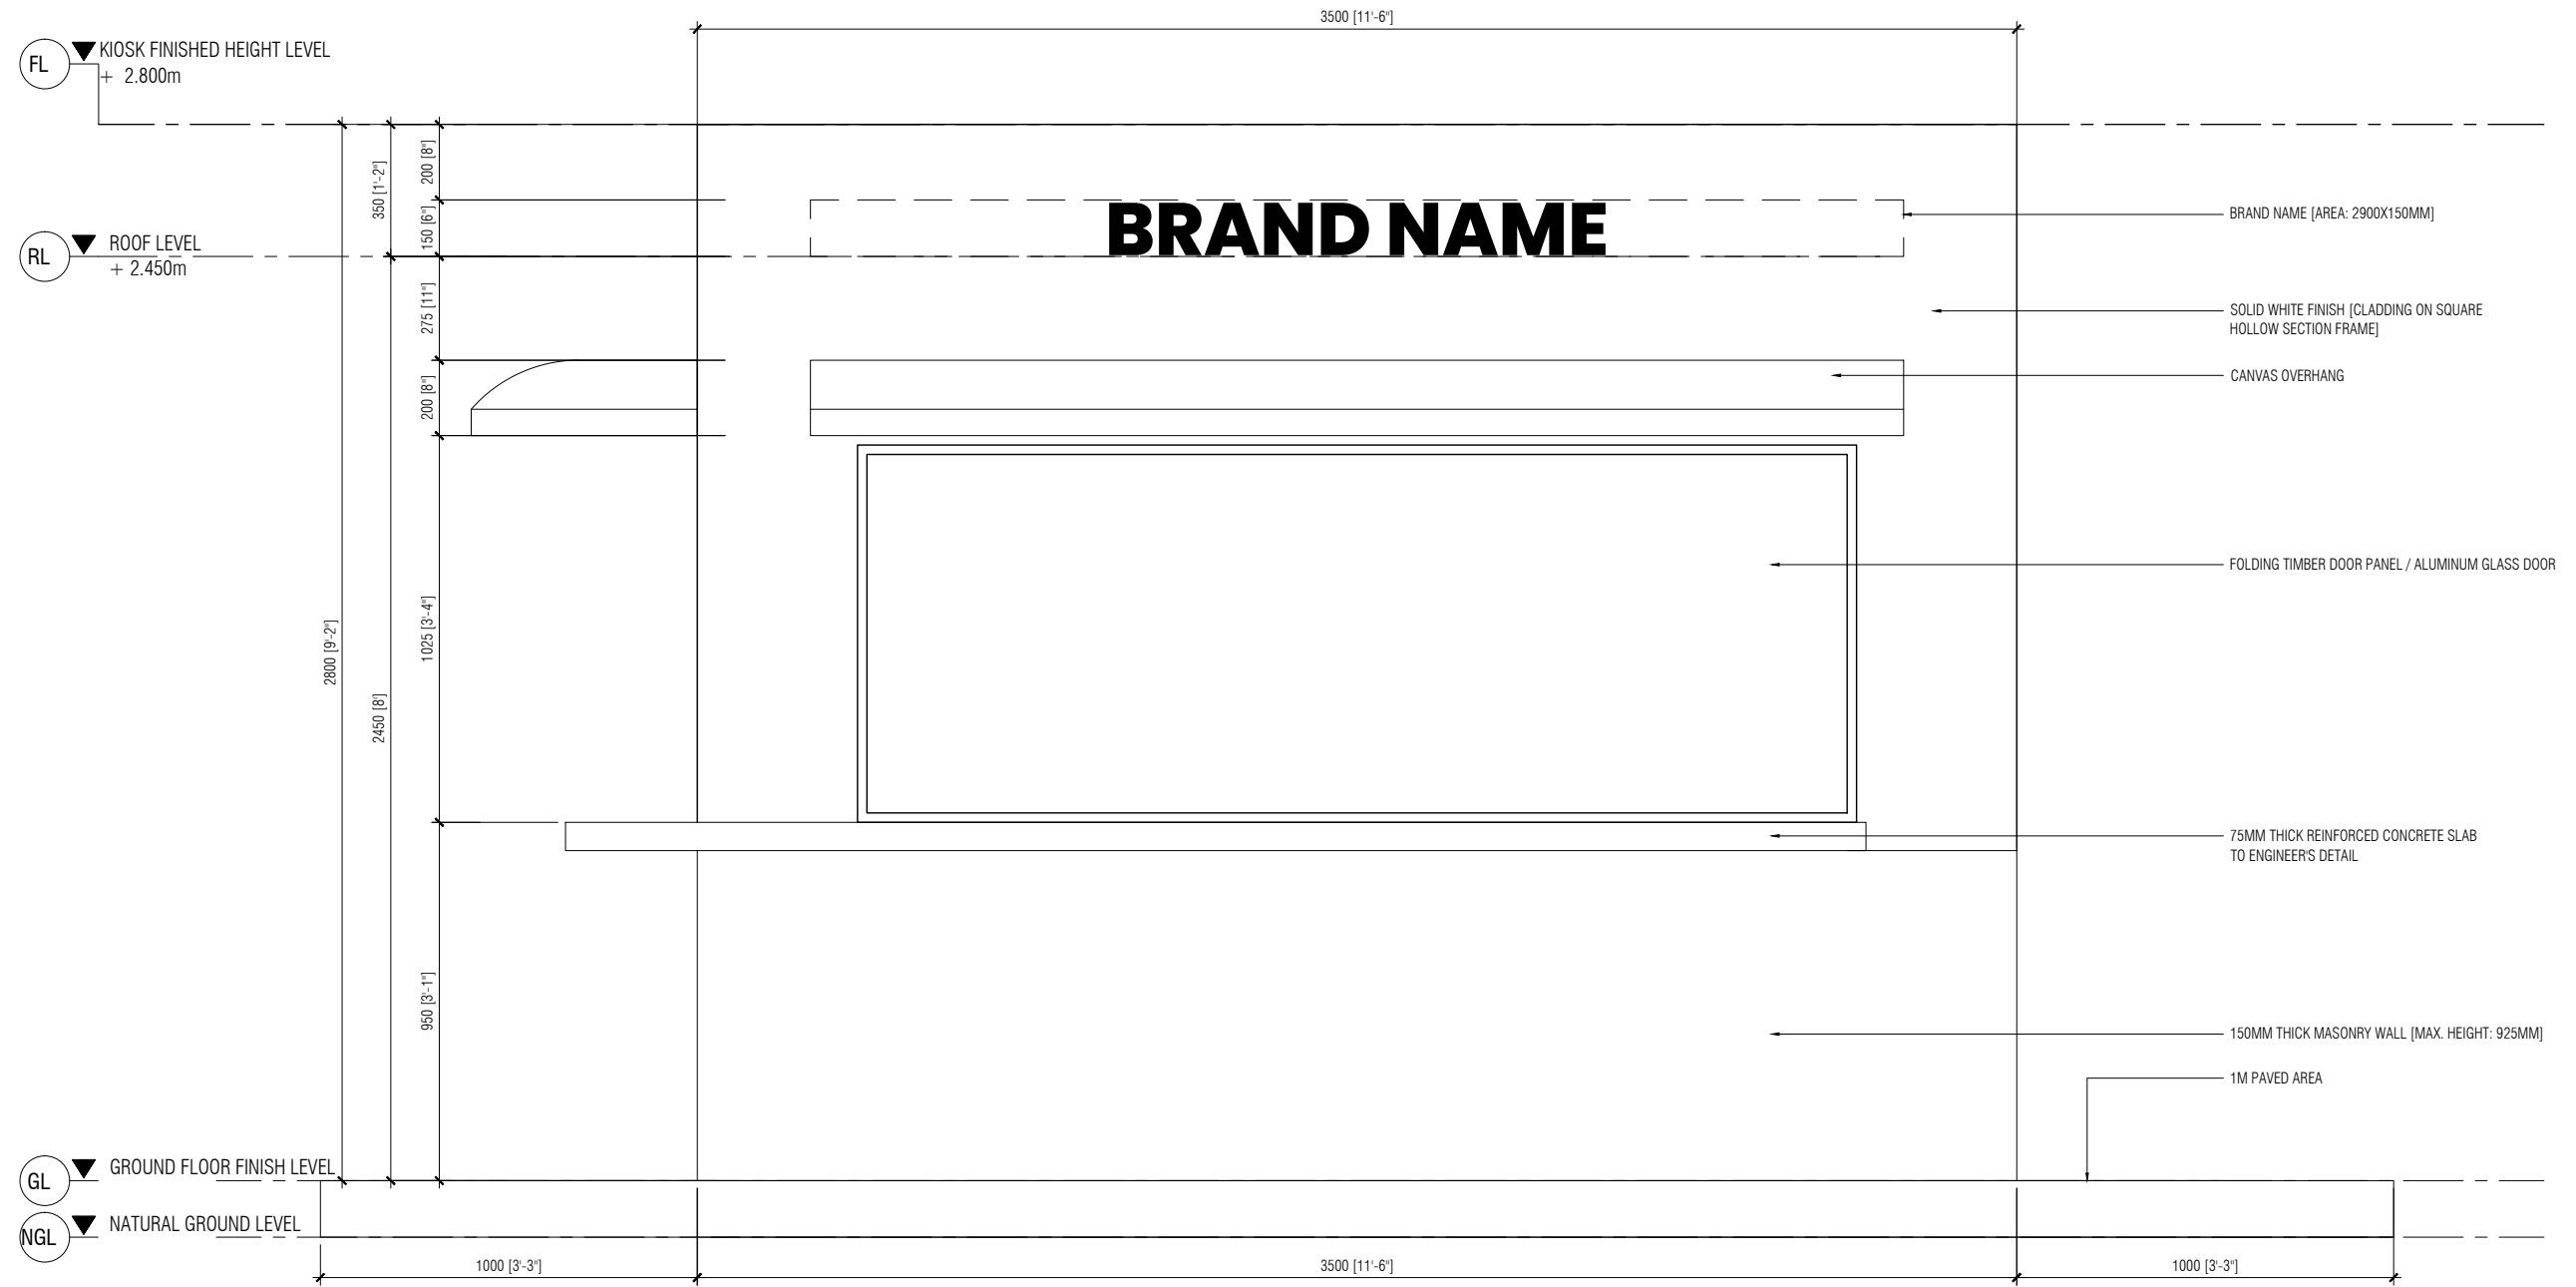 3500 [11'-6"]
FL
KIOSK FINISHED HEIGHT LEVEL
+ 2.800m
200 [8"]
350 [1'-2"]
150 [6"]
BRAND NAME
BRAND NAME [AREA: 2900X150MM]
RL
ROOF LEVEL
+ 2.450m
275 [11"]
SOLID WHITE FINISH [CLADDING ON SQUARE
HOLLOW SECTION FRAME]
200 [8"]
CANVAS OVERHANG
FOLDING TIMBER DOOR PANEL / ALUMINUM GLASS DOOR
1025 [3'-4"]
2800 [9'-2"]
2450 [8']
75MM THICK REINFORCED CONCRETE SLAB
TO ENGINEER'S DETAIL
950 [3'-1"]
150MM THICK MASONRY WALL [MAX. HEIGHT: 925MM]
1M PAVED AREA
GL
GROUND FLOOR FINISH LEVEL
NGL
NATURAL GROUND LEVEL
1000 [3'-3"]
3500 [11'-6"]
1000 [3'-3"]